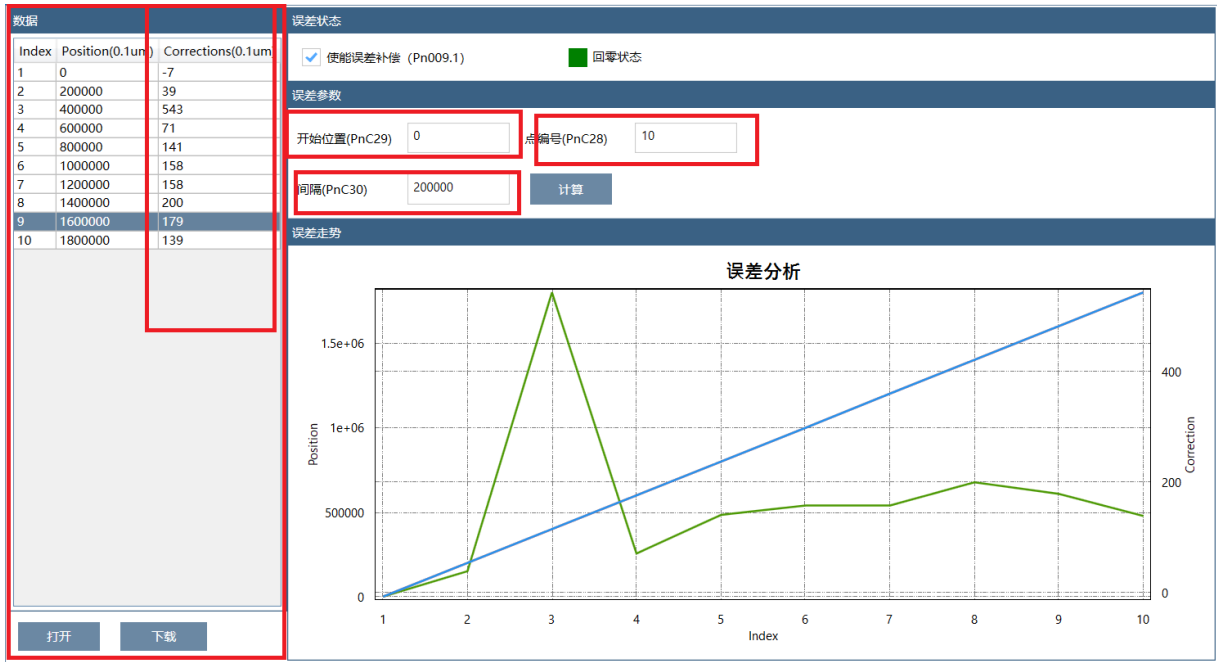 数据
Index Position(0.1um) Corrections(0.1um
1 0 -7
2 200000 39
3 400000 543
4 600000 71
5 800000 141
6 1000000 158
7 1200000 158
8 1400000 200
9 1600000 179
10 1800000 139
打开 下载
误差状态
使能误差补偿（Pn009.1） 回零状态
误差参数
开始位置(PnC29) 0 点编号(PnC28) 10
间隔(PnC30) 200000 计算
误差走势
误差分析
1.5e+06
400
1e+06
Position
Correction
200
500000
0 0
1 2 3 4 5 6 7 8 9 10
Index